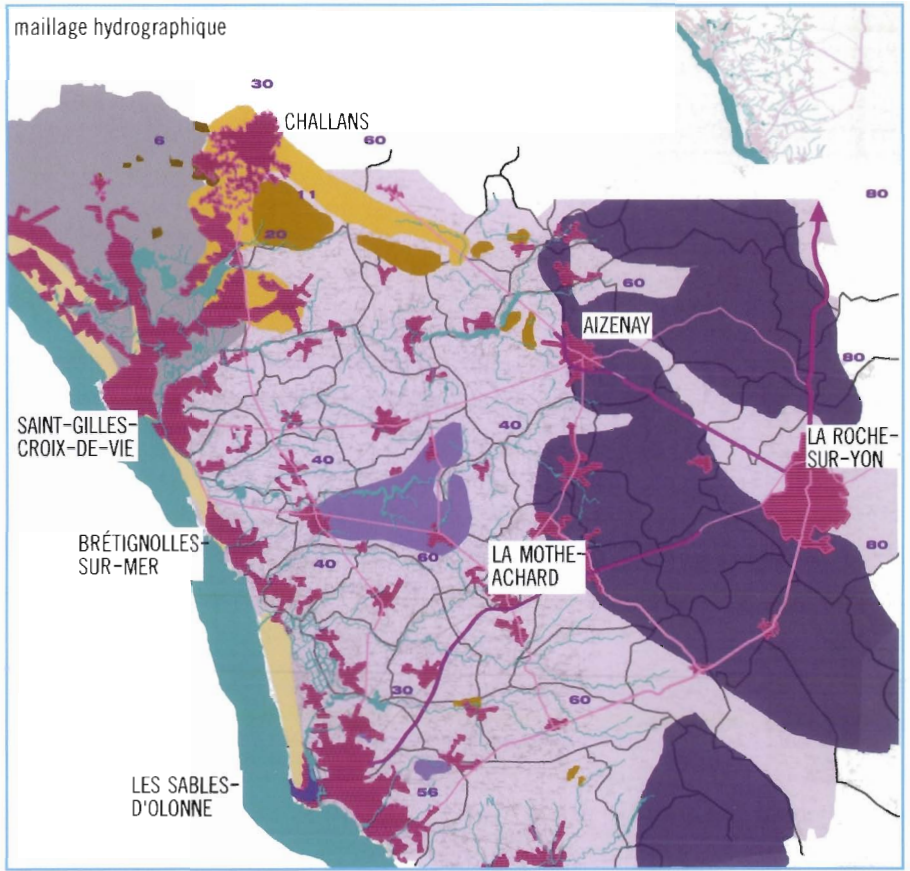 maillage hydrographique
30
CHALLANS
6
60
11
80
20
60
AIZENAY
80
SAINT-GILLES-
CROIX-DE-VIE
40
LA ROCHE-
SUR-YON
40
BRÉTIGNOLLES-
SUR-MER
60
LA MOTHE-
ACHARD
80
40
30
60
LES SABLES-
D'OLONNE
56